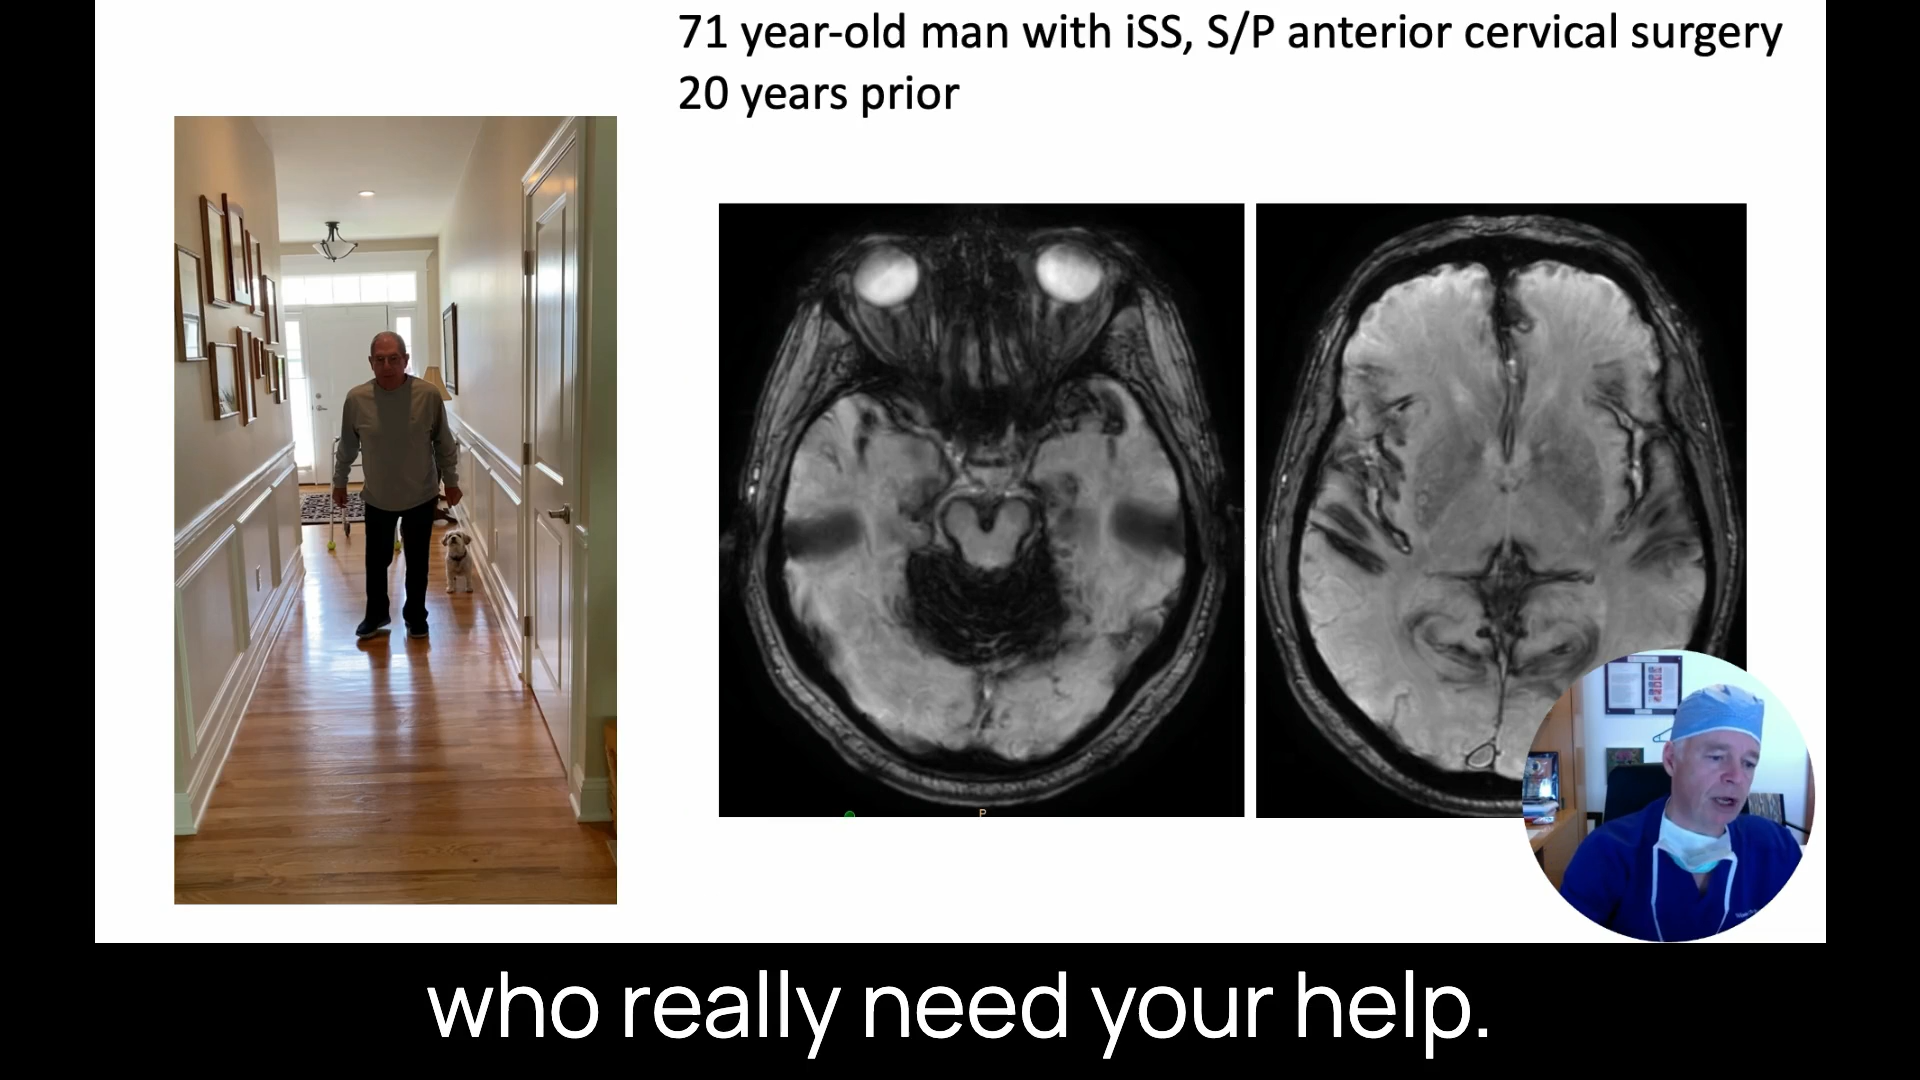 71 year-old man with iSS, S/P anterior cervical surgery
20 years prior
P
who really need your help.